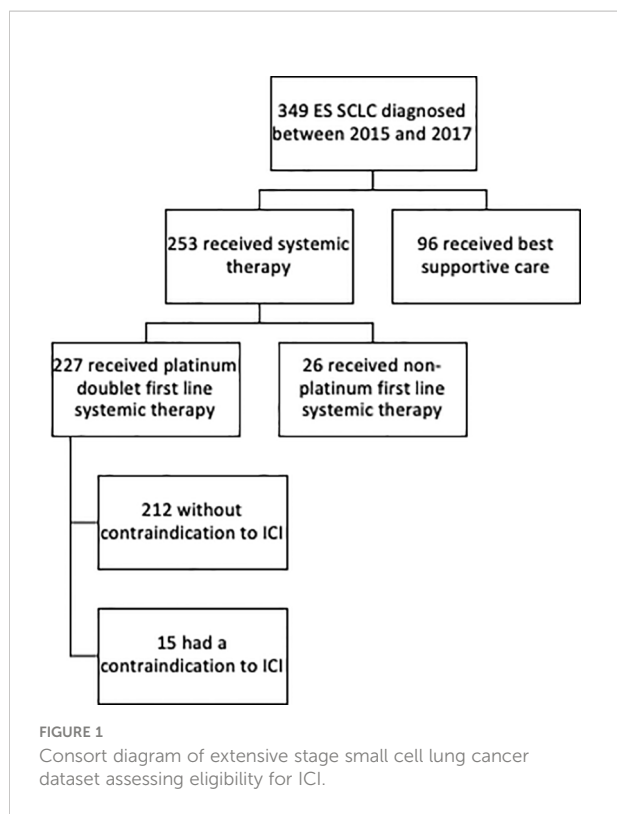 349 ES SCLC diagnosed
between 2015 and 2017
253 received systemic
therapy
96 received best
supportive care
227 received platinum
doublet first line
systemic therapy
26 received non-
platinum first line
systemic therapy
212 without
contraindication to ICI
15 had a
contraindication to ICI
FIGURE 1
Consort diagram of extensive stage small cell lung cancer
dataset assessing eligibility for ICI.